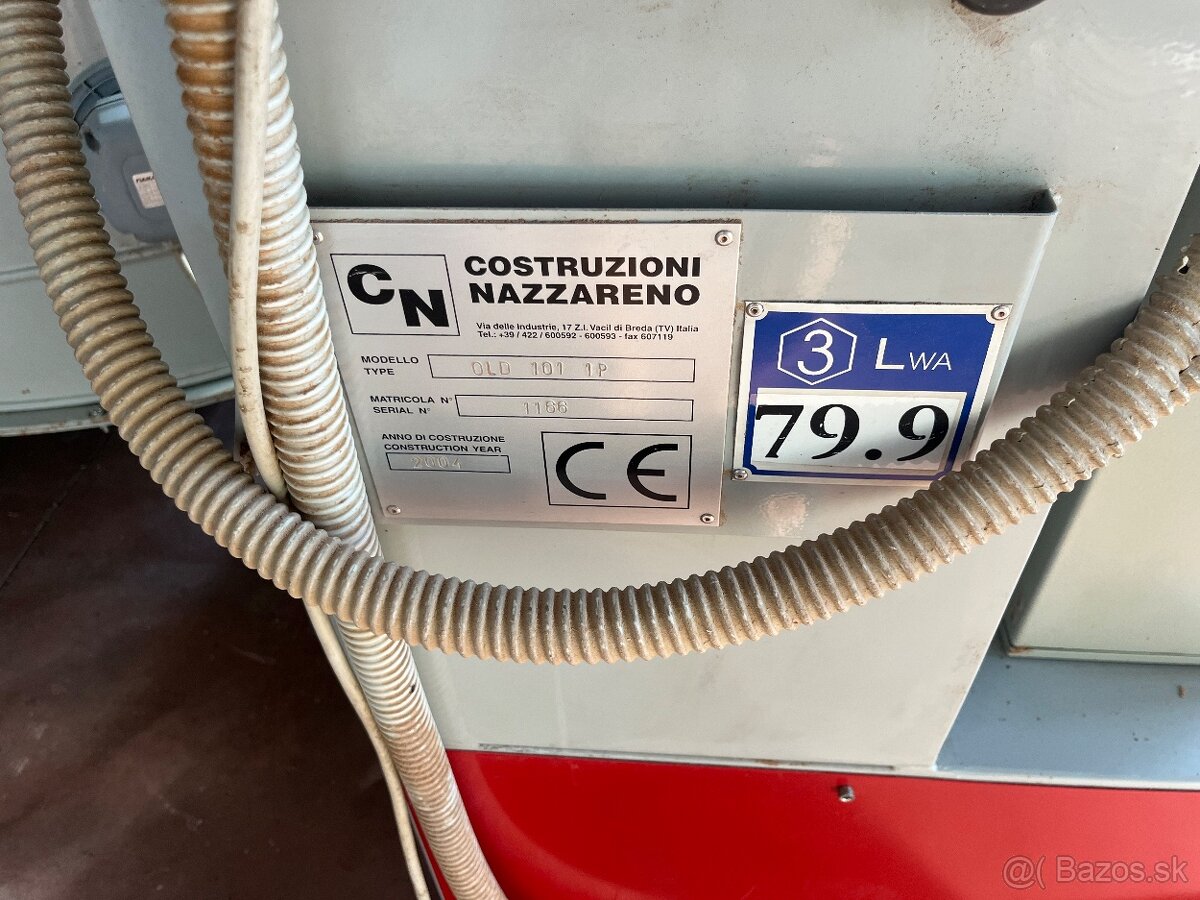 CN
COSTRUZIONI
NAZZARENO
Via delle Industrie, 17 Z.I. Vacil di Breda (TV) Italia
Tel.: +39 / 422 / 600592 - 600593 - fax 607119
MODELLO
TYPE
OLD 101 1P
MATRICOLA N°
SERIAL N°
1166
ANNO DI COSTRUZIONE
CONSTRUCTION YEAR
2004
CE
3 LWA
79.9
@( Bazos.sk